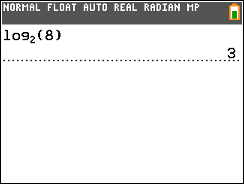 NORMAL FLOAT AUTO REAL RADIAN MP
log₂(8)
3